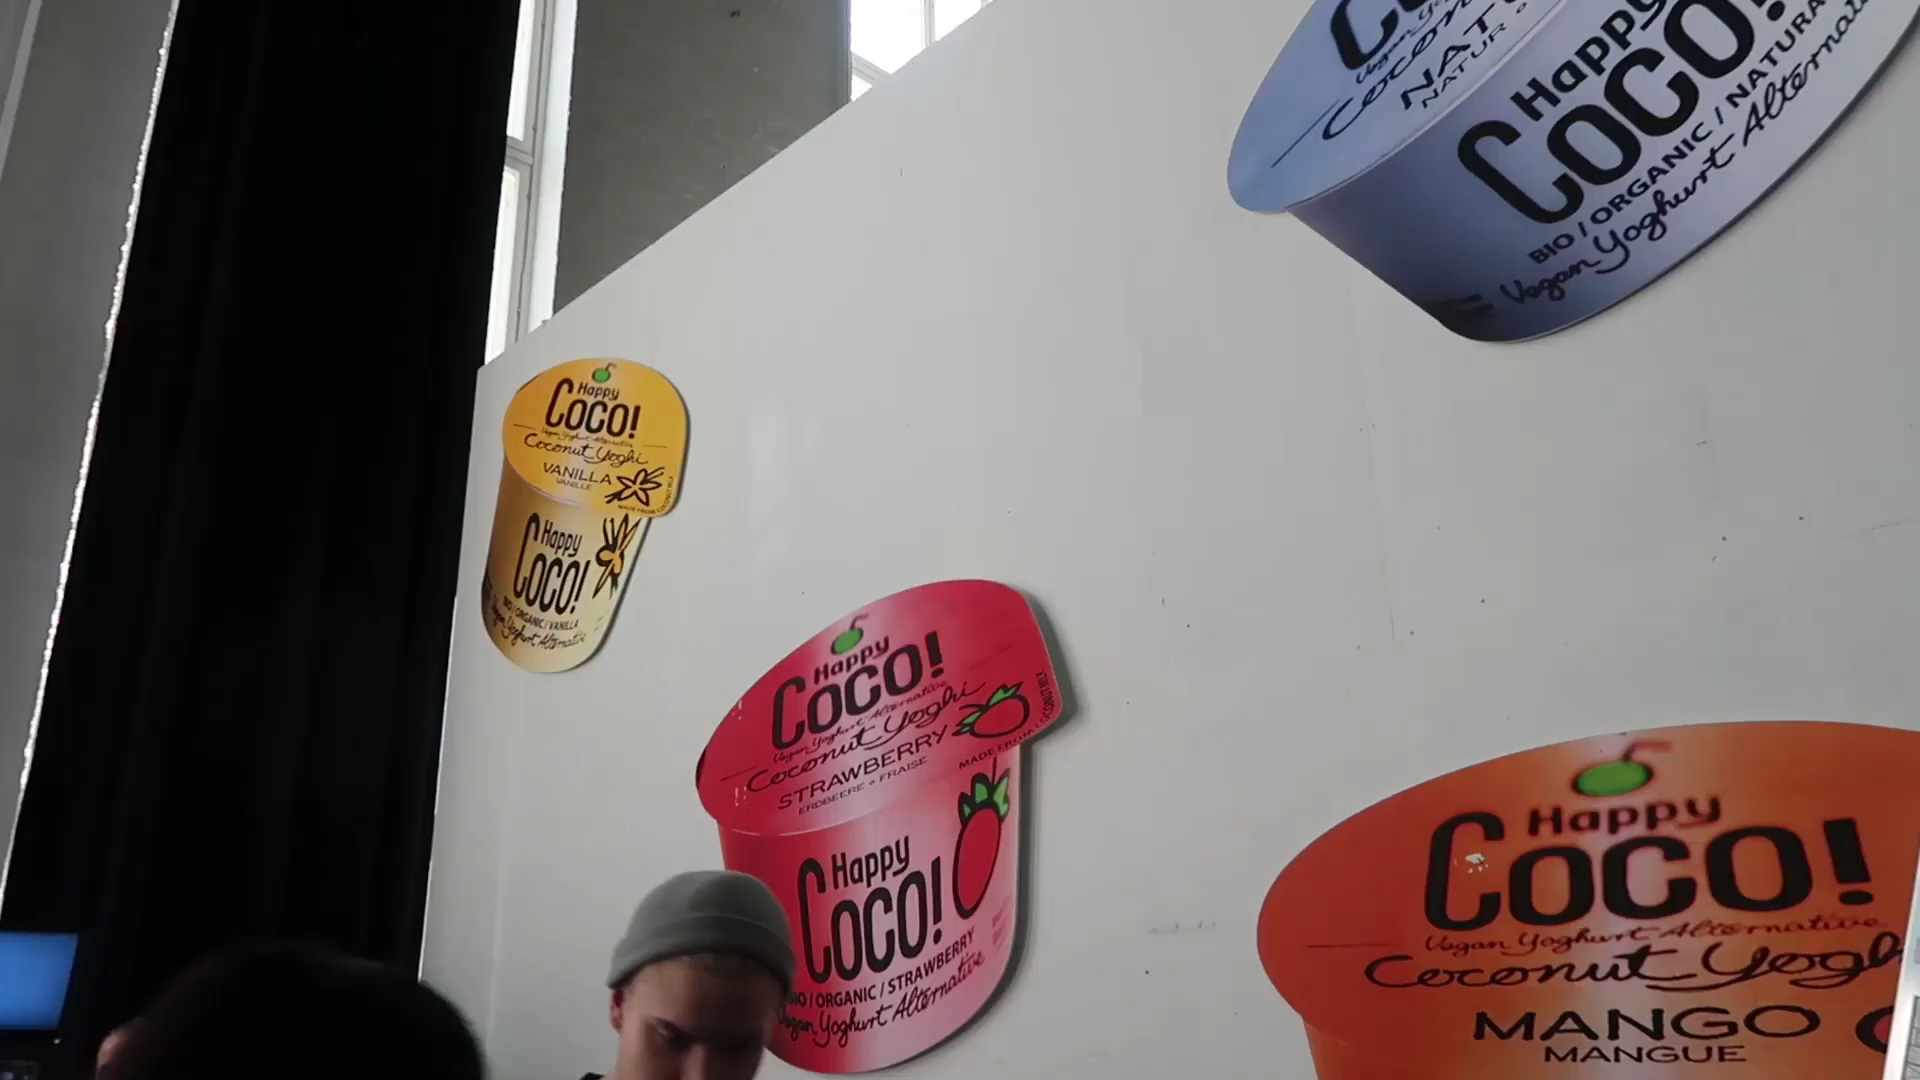 Happy
COCO!
Vegan Yoghurt Alternative
Coconut Yoghi
VANILLA
VANILLE
MADE FROM COCONUT MILK
Happy
COCO!
BIO / ORGANIC / VANILLA
Vegan Yoghurt Alternative
Happy
COCO!
Vegan Yoghurt Alternative
Coconut Yoghi
STRAWBERRY
ERDBEERE • FRAISE
MADE FROM COCONUT MILK
Happy
COCO!
BIO / ORGANIC / STRAWBERRY
Vegan Yoghurt Alternative
NATUR
Happy
COCO!
BIO / ORGANIC / NATURA
Vegan Yoghurt Alternat
Happy
COCO!
Vegan Yoghurt Alternative
Coconut Yogh
MANGO
MANGUE